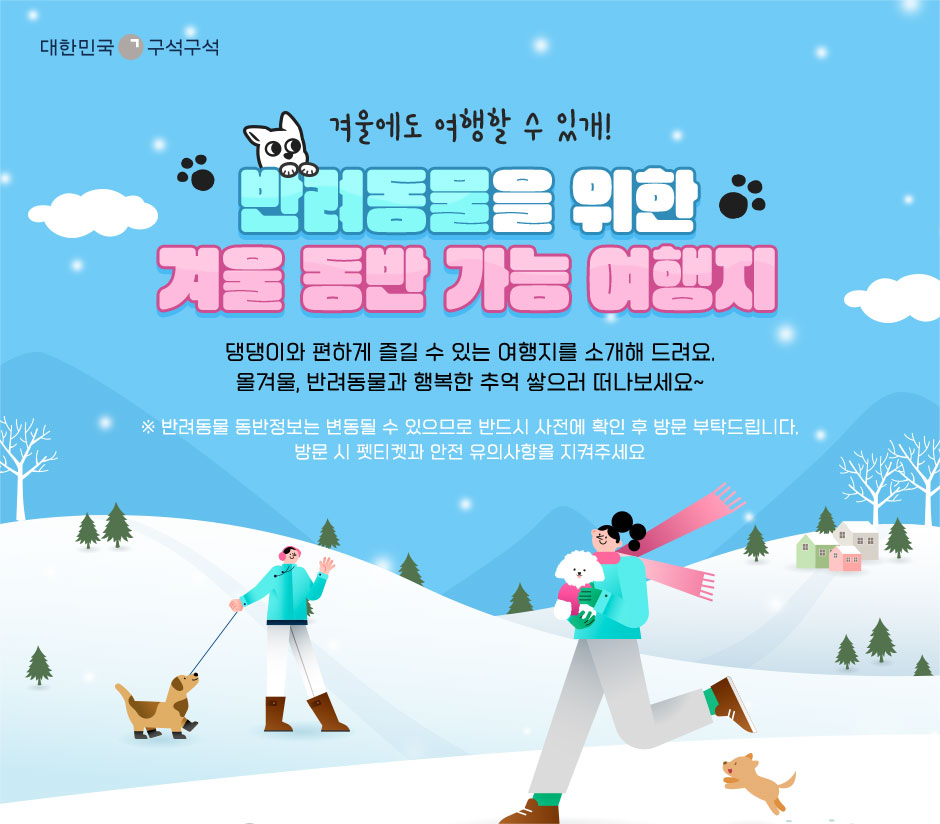 대한민국 구석구석
겨울에도 여행할 수 있개!
반려동물을 위한
겨울 동반 가능 여행지
댕댕이와 편하게 즐길 수 있는 여행지를 소개해 드려요.
올겨울, 반려동물과 행복한 추억 쌓으러 떠나보세요~
※ 반려동물 동반정보는 변동될 수 있으므로 반드시 사전에 확인 후 방문 부탁드립니다.
방문 시 펫티켓과 안전 유의사항을 지켜주세요